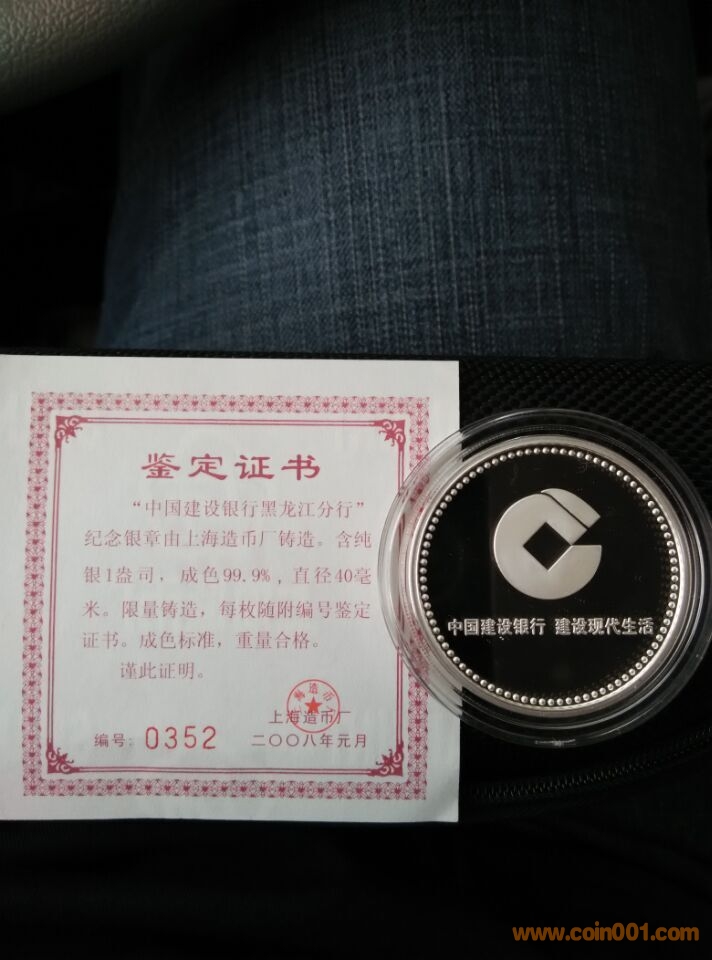 鉴定证书
“中国建设银行黑龙江分行”
纪念银章由上海造币厂铸造。含纯
银1盎司，成色99.9%，直径40毫
米。限量铸造，每枚随附编号鉴定
证书。成色标准，重量合格。
谨此证明。
上海造币厂
编号：0352 二〇〇八年元月
中国建设银行 建设现代生活
www.coin001.com